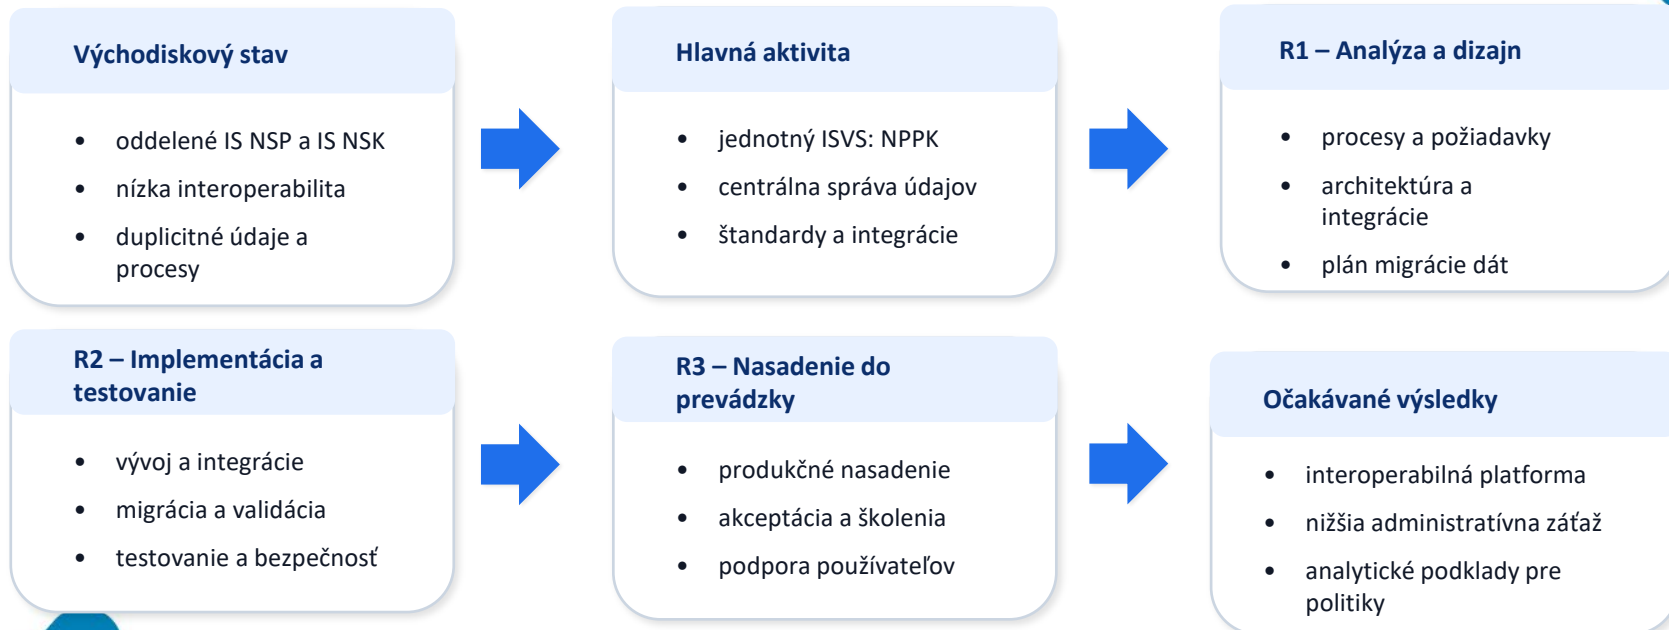 Východiskový stav
• oddelené IS NSP a IS NSK
• nízka interoperabilita
• duplicitné údaje a
procesy
Hlavná aktivita
• jednotný ISVS: NPPK
• centrálna správa údajov
• štandardy a integrácie
R1 – Analýza a dizajn
• procesy a požiadavky
• architektúra a
integrácie
• plán migrácie dát
R2 – Implementácia a
testovanie
• vývoj a integrácie
• migrácia a validácia
• testovanie a bezpečnosť
R3 – Nasadenie do
prevádzky
• produkčné nasadenie
• akceptácia a školenia
• podpora používateľov
Očakávané výsledky
• interoperabilná platforma
• nižšia administratívna záťaž
• analytické podklady pre
politiky